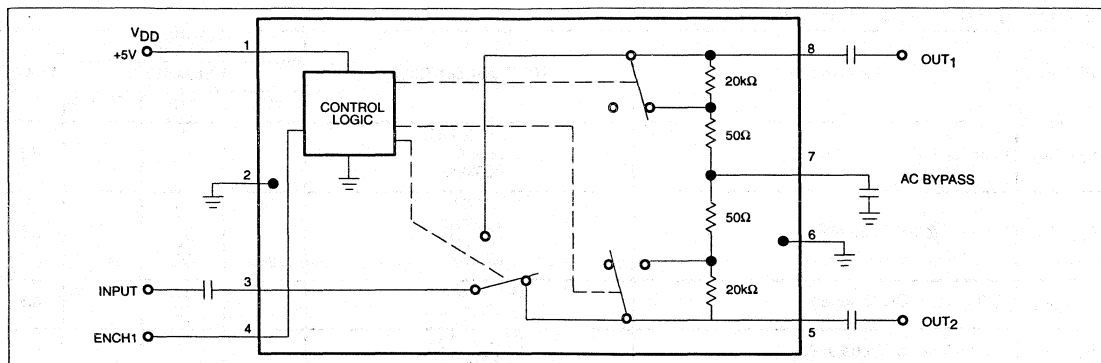 VDD
+5V
1
8
OUT1
20kΩ
CONTROL
LOGIC
50Ω
7
2
AC BYPASS
50Ω
6
INPUT
3
20kΩ
ENCH1
4
5
OUT2